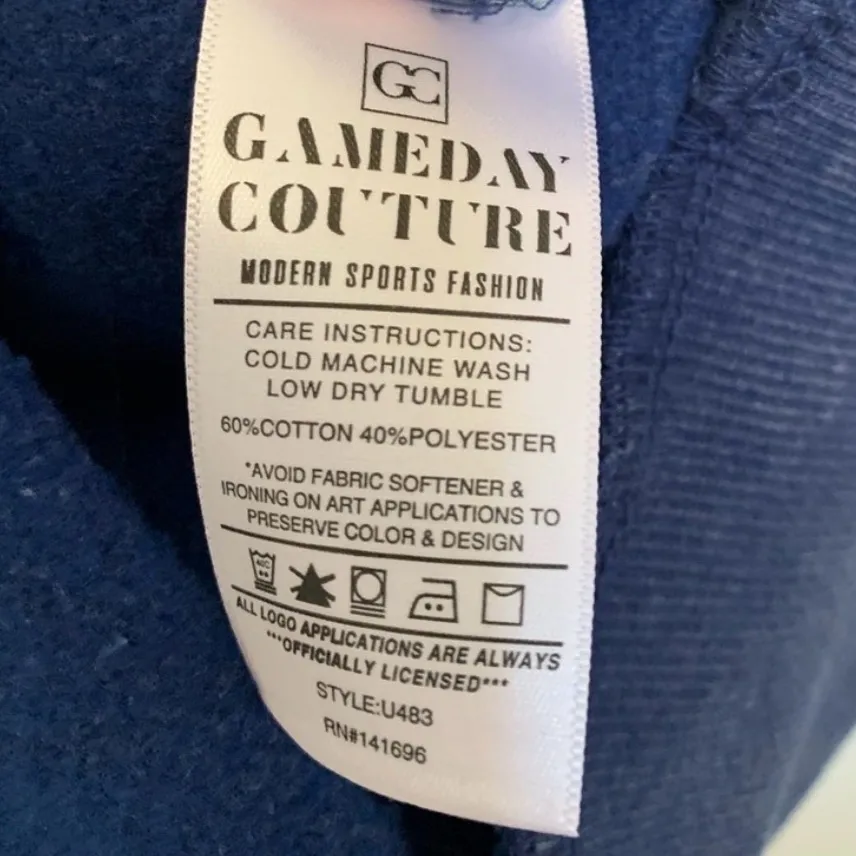 GC
GAMEDAY
COUTURE
MODERN SPORTS FASHION
CARE INSTRUCTIONS:
COLD MACHINE WASH
LOW DRY TUMBLE
60%COTTON 40%POLYESTER
*AVOID FABRIC SOFTENER &
IRONING ON ART APPLICATIONS TO
PRESERVE COLOR & DESIGN
ALL LOGO APPLICATIONS ARE ALWAYS
***OFFICIALLY LICENSED***
STYLE:U483
RN#141696